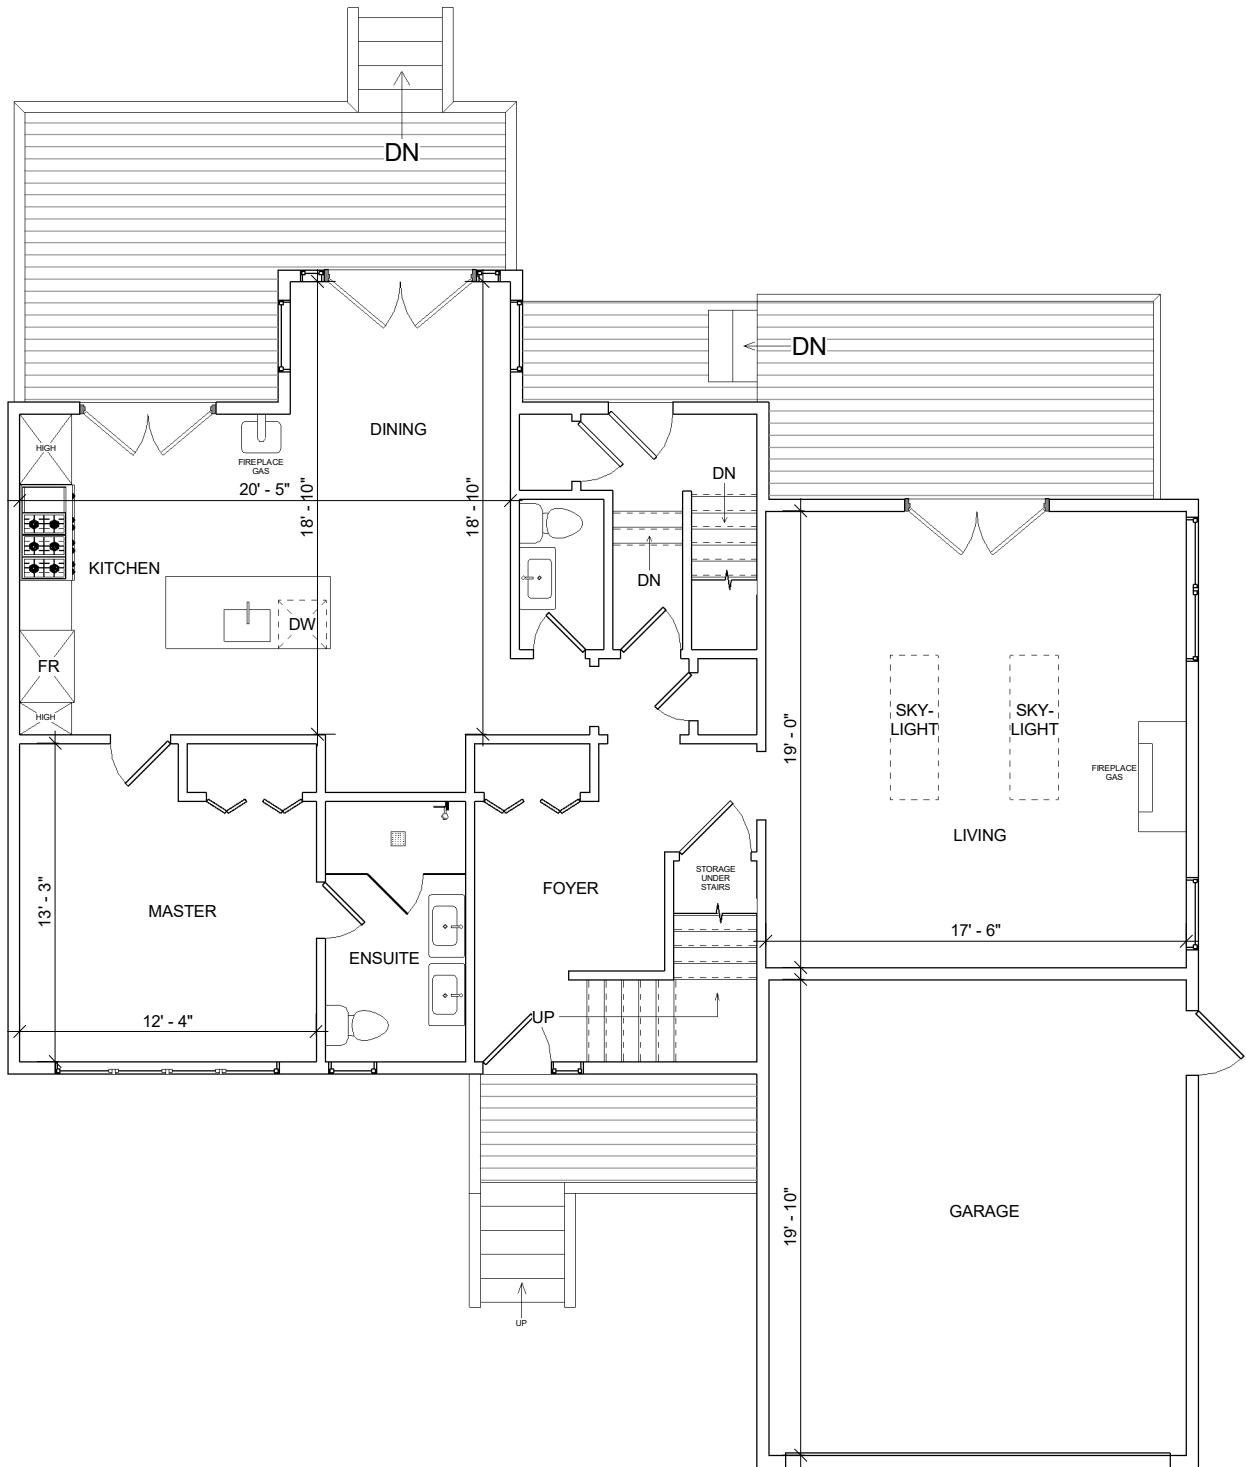 DN
DN
DINING
HIGH
FIREPLACE
GAS
20' - 5"
18' - 10"
18' - 10"
DN
KITCHEN
DN
DW
FR
HIGH
SKY-
LIGHT
SKY-
LIGHT
19' - 0"
FIREPLACE
GAS
LIVING
STORAGE
UNDER
STAIRS
FOYER
13' - 3"
MASTER
17' - 6"
ENSUITE
12' - 4"
UP
19' - 10"
GARAGE
UP